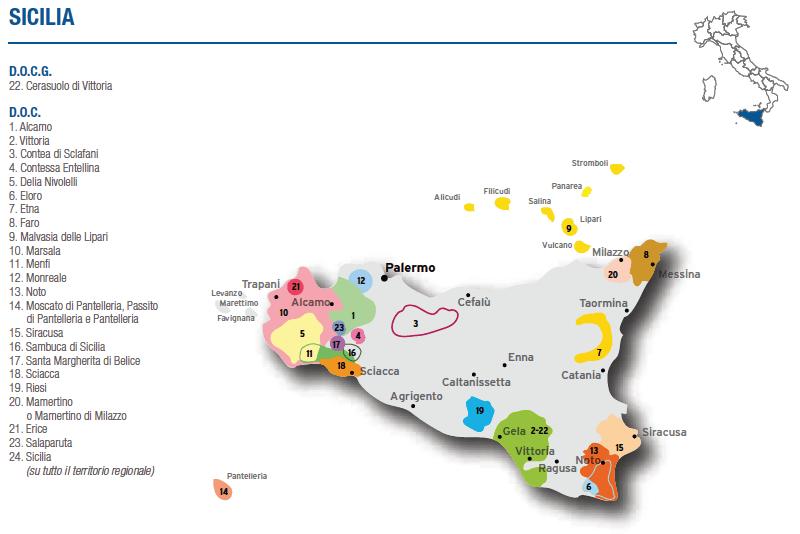 SICILIA
D.O.C.G.
22. Cerasuolo di Vittoria
D.O.C.
1. Alcamo
2. Vittoria
3. Contea di Sclafani
4. Contessa Entellina
5. Delia Nivolelli
6. Eloro
7. Etna
8. Faro
9. Malvasia delle Lipari
10. Marsala
11. Menfi
12. Monreale
13. Noto
14. Moscato di Pantelleria, Passito
di Pantelleria e Pantelleria
15. Siracusa
16. Sambuca di Sicilia
17. Santa Margherita di Belice
18. Sciacca
19. Riesi
20. Mamertino
o Mamertino di Milazzo
21. Erice
23. Salaparuta
24. Sicilia
(su tutto il territorio regionale)
Stromboli
Panarea
Filicudi
Alicudi
Salina
9
Lipari
Vulcano
Milazzo
8
20
Messina
Palermo
12
Trapani
21
Levanzo
Marettimo
Favignana
10
Alcamo
1
Cefalù
3
Taormina
23
5
4
17
11
16
7
Enna
18
Sciacca
Caltanissetta
Catania
Agrigento
19
Gela
2-22
Siracusa
15
Vittoria
13
Noto
Ragusa
6
Pantelleria
14